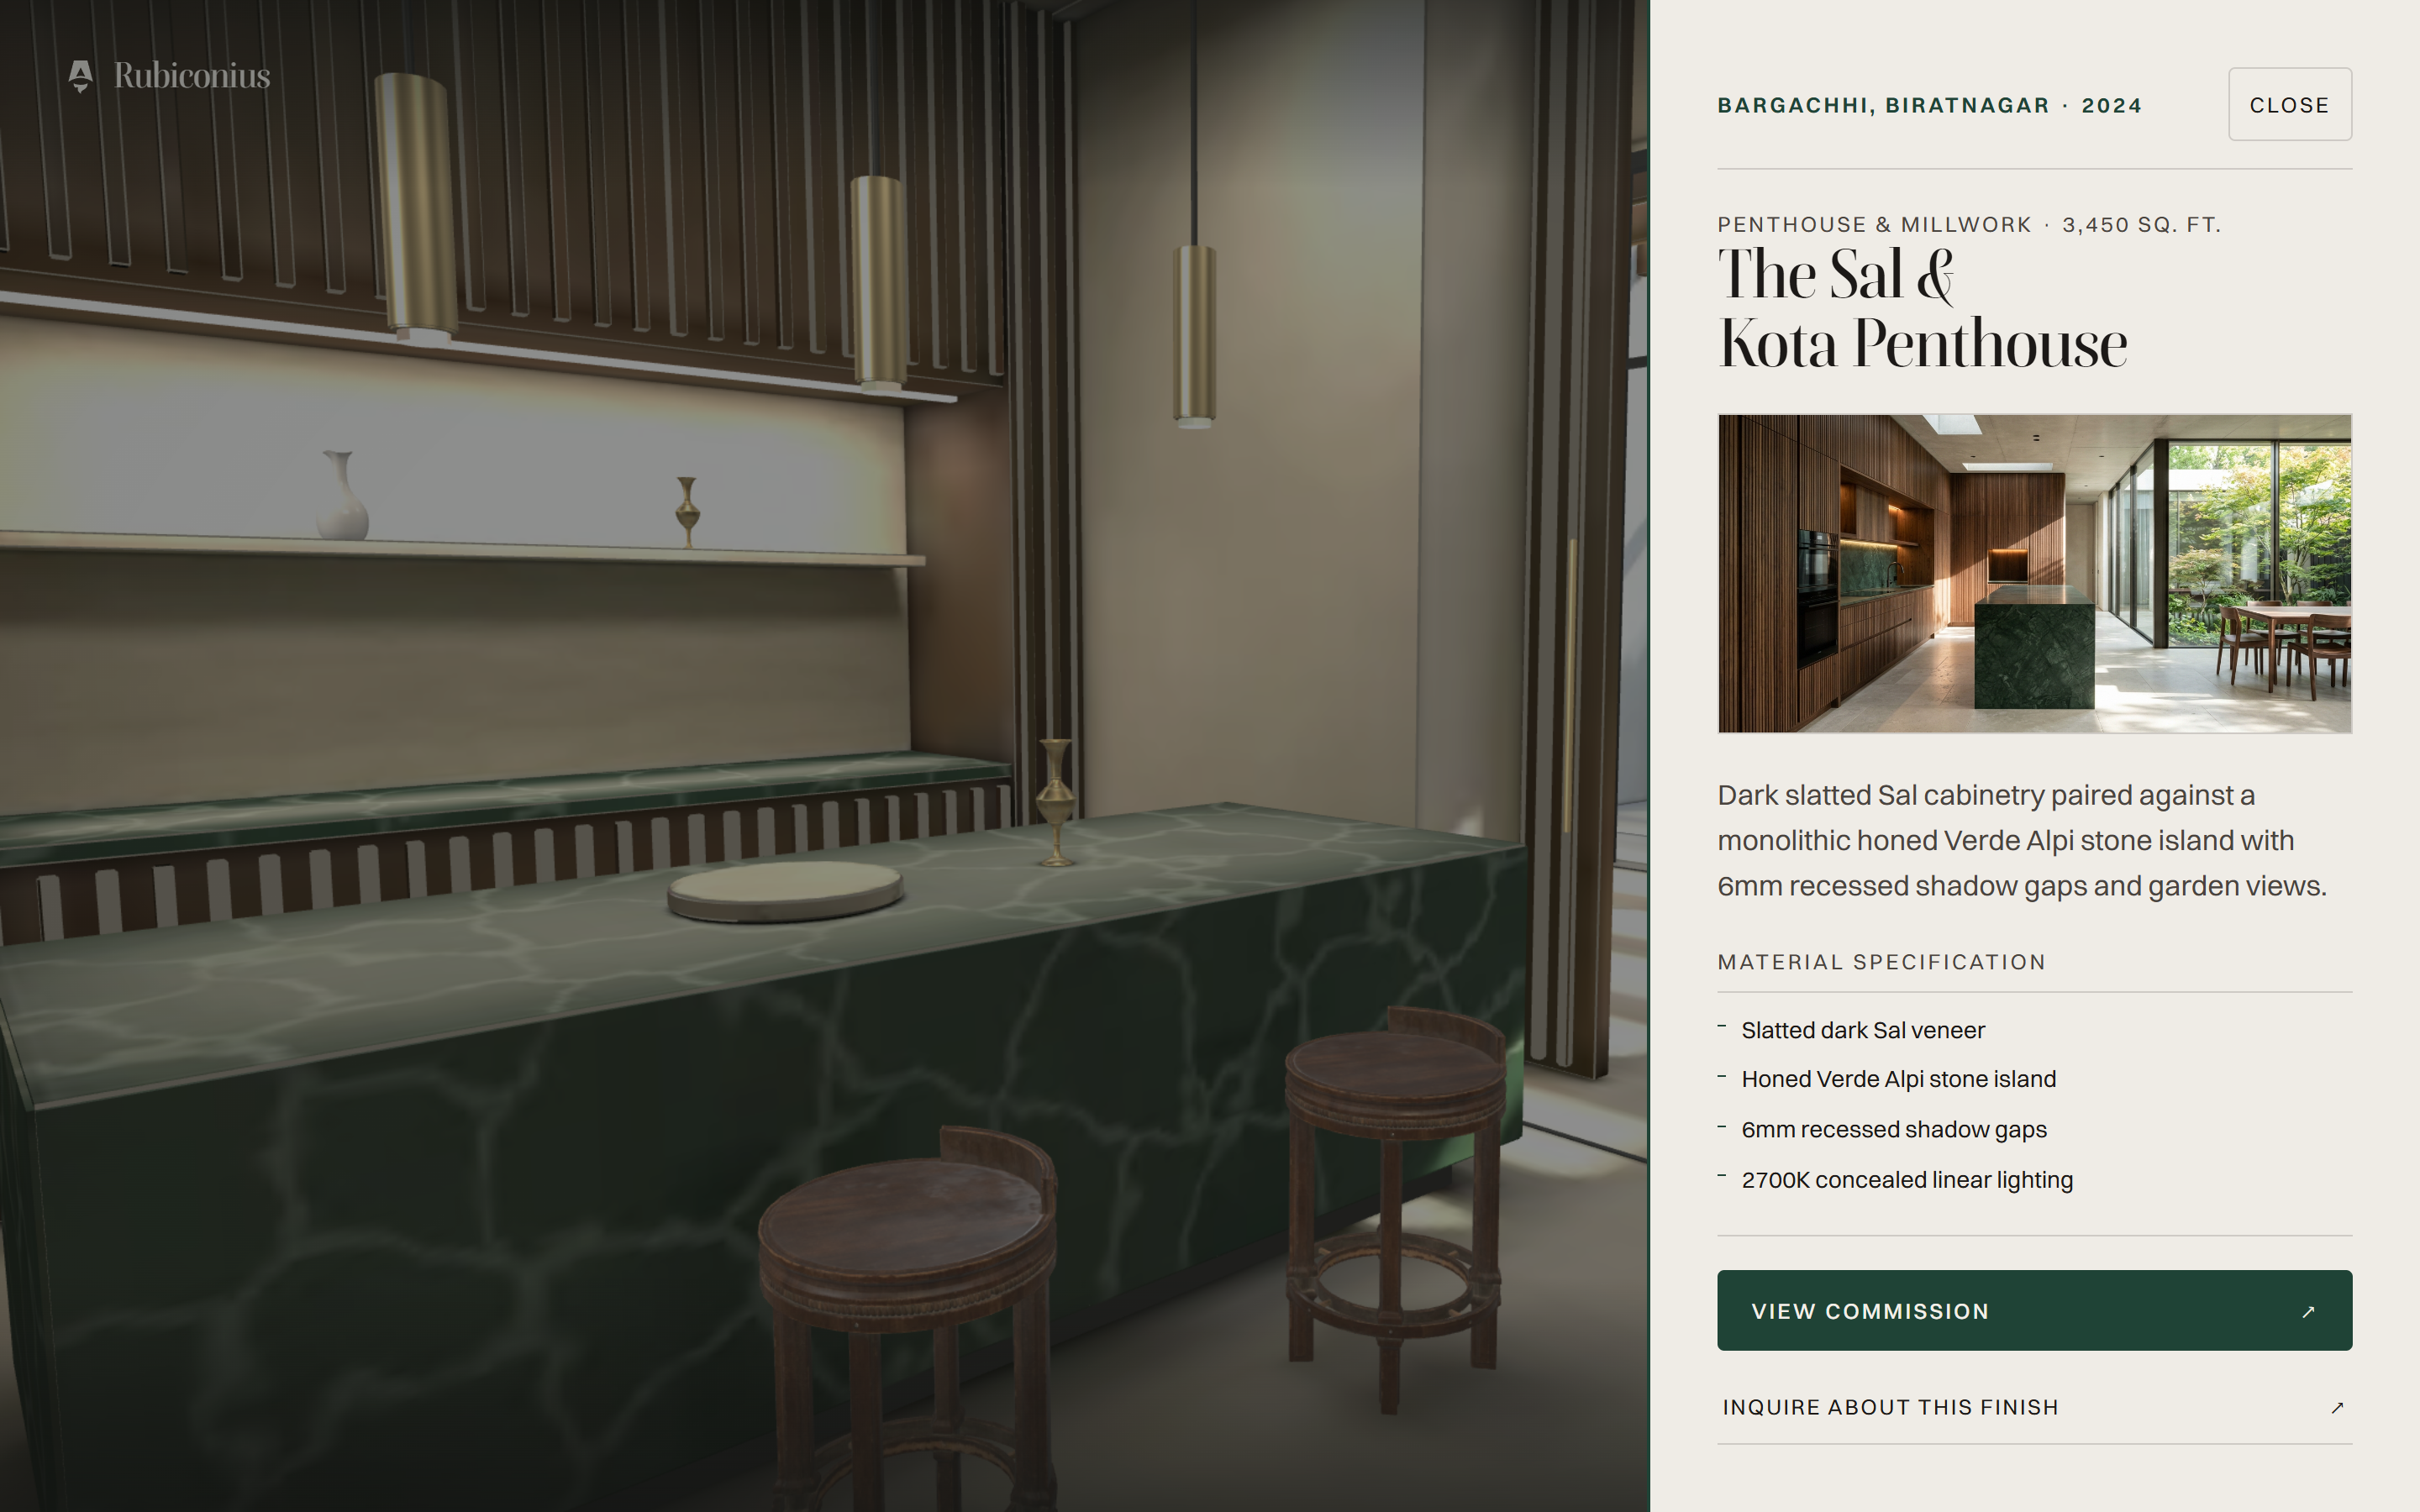 Rubiconius
BARGACHHI, BIRATNAGAR · 2024
CLOSE
PENTHOUSE & MILLWORK · 3,450 SQ. FT.
The Sal &
Kota Penthouse
Dark slatted Sal cabinetry paired against a
monolithic honed Verde Alpi stone island with
6mm recessed shadow gaps and garden views.
MATERIAL SPECIFICATION
– Slatted dark Sal veneer
– Honed Verde Alpi stone island
– 6mm recessed shadow gaps
– 2700K concealed linear lighting
VIEW COMMISSION ↗
INQUIRE ABOUT THIS FINISH ↗